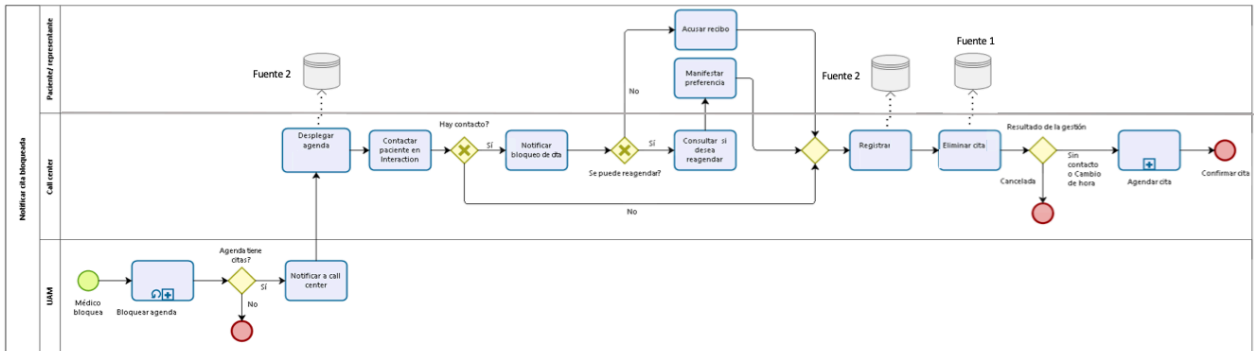 Notificar cita bloqueada
Paciente/ representante
Call center
UAM
Fuente 2
Acusar recibo
Manifestar
preferencia
No
Fuente 2
Fuente 1
Desplegar
agenda
Contactar
paciente en
Interaction
Hay contacto?
Sí
Notificar
bloqueo de cita
Se puede reagendar?
Sí
Consultar si
desea
reagendar
No
Registrar
Eliminar cita
Resultado de la gestión
Cancelada
Sin
contacto
o Cambio
de hora
Agendar cita
Confirmar cita
Médico
bloquea
Bloquear agenda
Agenda tiene
citas?
Sí
No
Notificar a call
center